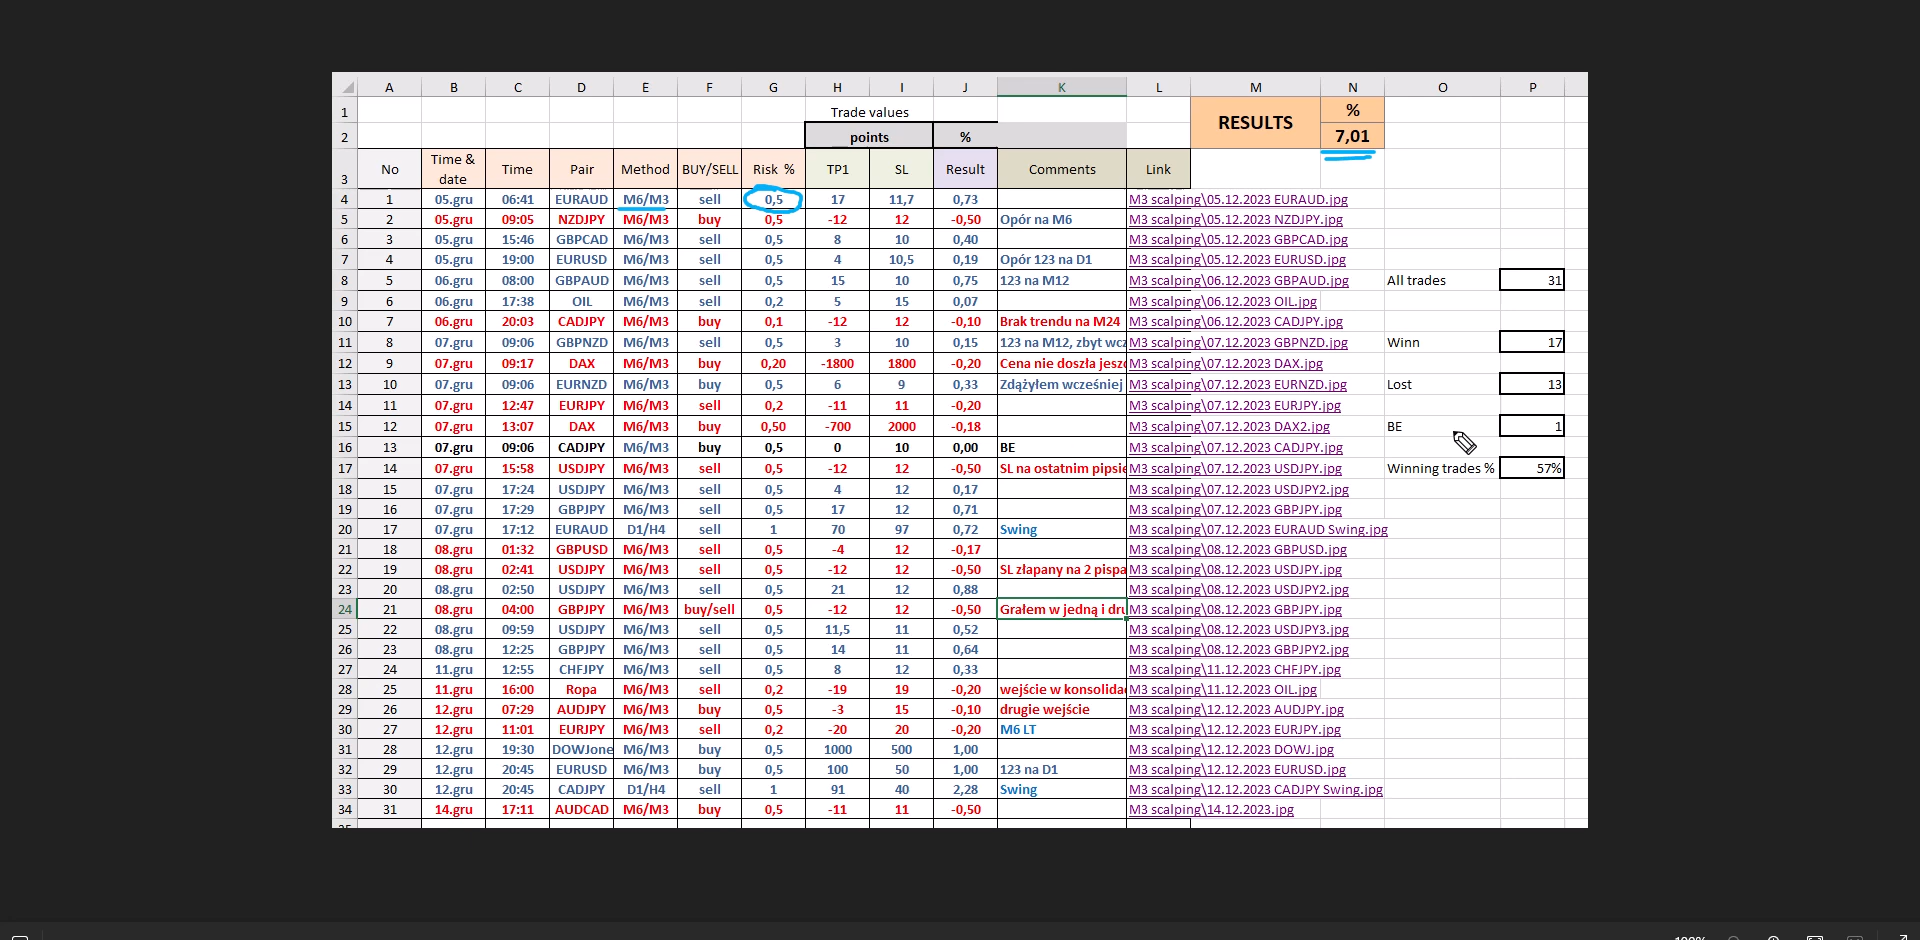 A B C D E F G H I J K L M N O P
1 Trade values RESULTS %
2 points % 7,01
3 No Time & date Time Pair Method BUY/SELL Risk % TP1 SL Result Comments Link
4 1 05.gru 06:41 EURAUD M6/M3 sell 0,5 17 11,7 0,73 M3 scalping\05.12.2023 EURAUD.jpg
5 2 05.gru 09:05 NZDJPY M6/M3 buy 0,5 -12 12 -0,50 Opór na M6 M3 scalping\05.12.2023 NZDJPY.jpg
6 3 05.gru 15:46 GBPCAD M6/M3 sell 0,5 8 10 0,40 M3 scalping\05.12.2023 GBPCAD.jpg
7 4 05.gru 19:00 EURUSD M6/M3 sell 0,5 4 10,5 0,19 Opór 123 na D1 M3 scalping\05.12.2023 EURUSD.jpg
8 5 06.gru 08:00 GBPAUD M6/M3 sell 0,5 15 10 0,75 123 na M12 M3 scalping\06.12.2023 GBPAUD.jpg All trades 31
9 6 06.gru 17:38 OIL M6/M3 sell 0,2 5 15 0,07 M3 scalping\06.12.2023 OIL.jpg
10 7 06.gru 20:03 CADJPY M6/M3 buy 0,1 -12 12 -0,10 Brak trendu na M24 M3 scalping\06.12.2023 CADJPY.jpg
11 8 07.gru 09:06 GBPNZD M6/M3 sell 0,5 3 10 0,15 123 na M12, zbyt wcz M3 scalping\07.12.2023 GBPNZD.jpg Winn 17
12 9 07.gru 09:17 DAX M6/M3 buy 0,20 -1800 1800 -0,20 Cena nie doszła jeszc M3 scalping\07.12.2023 DAX.jpg
13 10 07.gru 09:06 EURNZD M6/M3 buy 0,5 6 9 0,33 Zdążyłem wcześniej M3 scalping\07.12.2023 EURNZD.jpg Lost 13
14 11 07.gru 12:47 EURJPY M6/M3 sell 0,2 -11 11 -0,20 M3 scalping\07.12.2023 EURJPY.jpg
15 12 07.gru 13:07 DAX M6/M3 buy 0,50 -700 2000 -0,18 M3 scalping\07.12.2023 DAX2.jpg BE 1
16 13 07.gru 09:06 CADJPY M6/M3 buy 0,5 0 10 0,00 BE M3 scalping\07.12.2023 CADJPY.jpg
17 14 07.gru 15:58 USDJPY M6/M3 sell 0,5 -12 12 -0,50 SL na ostatnim pipsie M3 scalping\07.12.2023 USDJPY.jpg Winning trades % 57%
18 15 07.gru 17:24 USDJPY M6/M3 sell 0,5 4 12 0,17 M3 scalping\07.12.2023 USDJPY2.jpg
19 16 07.gru 17:29 GBPJPY M6/M3 sell 0,5 17 12 0,71 M3 scalping\07.12.2023 GBPJPY.jpg
20 17 07.gru 17:12 EURAUD D1/H4 sell 1 70 97 0,72 Swing M3 scalping\07.12.2023 EURAUD Swing.jpg
21 18 08.gru 01:32 GBPUSD M6/M3 sell 0,5 -4 12 -0,17 M3 scalping\08.12.2023 GBPUSD.jpg
22 19 08.gru 02:41 USDJPY M6/M3 sell 0,5 -12 12 -0,50 SL złapany na 2 pispa M3 scalping\08.12.2023 USDJPY.jpg
23 20 08.gru 02:50 USDJPY M6/M3 sell 0,5 21 12 0,88 M3 scalping\08.12.2023 USDJPY2.jpg
24 21 08.gru 04:00 GBPJPY M6/M3 buy/sell 0,5 -12 12 -0,50 Grałem w jedną i dru M3 scalping\08.12.2023 GBPJPY.jpg
25 22 08.gru 09:59 USDJPY M6/M3 sell 0,5 11,5 11 0,52 M3 scalping\08.12.2023 USDJPY3.jpg
26 23 08.gru 12:25 GBPJPY M6/M3 sell 0,5 14 11 0,64 M3 scalping\08.12.2023 GBPJPY2.jpg
27 24 11.gru 12:55 CHFJPY M6/M3 sell 0,5 8 12 0,33 M3 scalping\11.12.2023 CHFJPY.jpg
28 25 11.gru 16:00 Ropa M6/M3 sell 0,2 -19 19 -0,20 wejście w konsolida M3 scalping\11.12.2023 OIL.jpg
29 26 12.gru 07:29 AUDJPY M6/M3 buy 0,5 -3 15 -0,10 drugie wejście M3 scalping\12.12.2023 AUDJPY.jpg
30 27 12.gru 11:01 EURJPY M6/M3 sell 0,2 -20 20 -0,20 M6 LT M3 scalping\12.12.2023 EURJPY.jpg
31 28 12.gru 19:30 DOWJone M6/M3 buy 0,5 1000 500 1,00 M3 scalping\12.12.2023 DOWJ.jpg
32 29 12.gru 20:45 EURUSD M6/M3 buy 0,5 100 50 1,00 123 na D1 M3 scalping\12.12.2023 EURUSD.jpg
33 30 12.gru 20:45 CADJPY D1/H4 sell 1 91 40 2,28 Swing M3 scalping\12.12.2023 CADJPY Swing.jpg
34 31 14.gru 17:11 AUDCAD M6/M3 buy 0,5 -11 11 -0,50 M3 scalping\14.12.2023.jpg